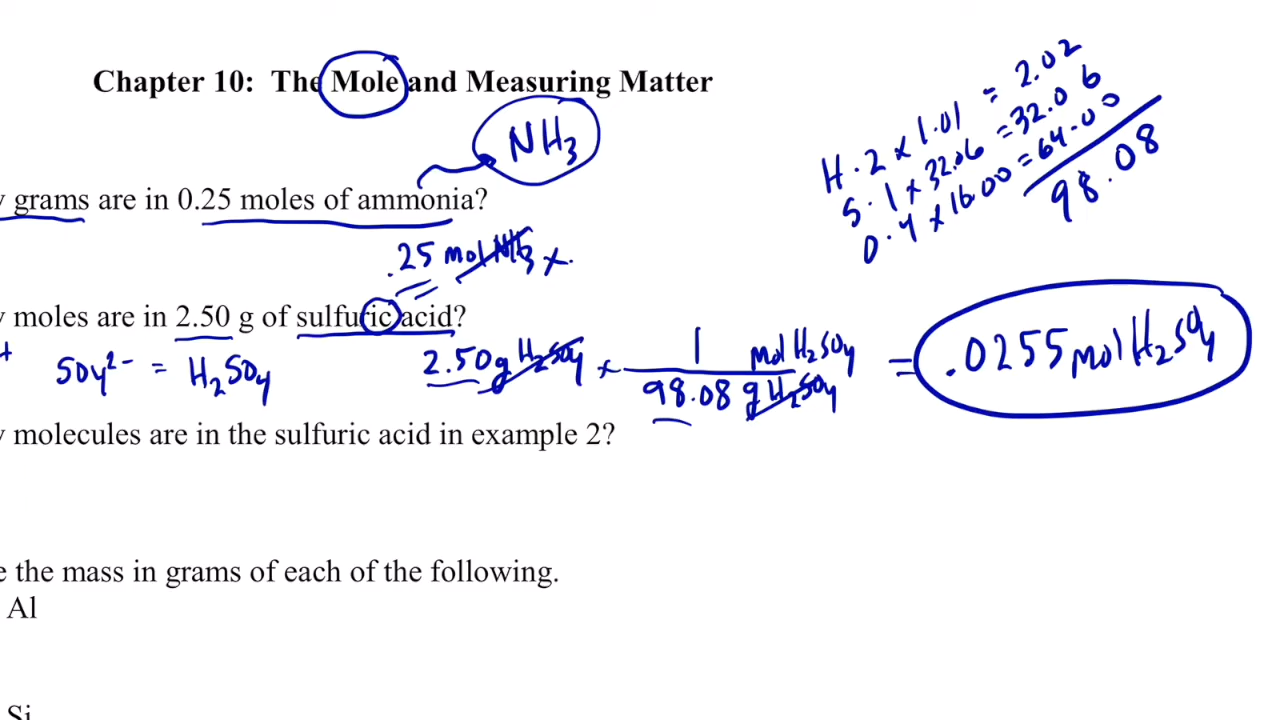 Chapter 10: The Mole and Measuring Matter
NH₃
H · 2 × 1.01 = 2.02
S · 1 × 32.06 = 32.06
O · 4 × 16.00 = 64.00
98.08
y grams are in 0.25 moles of ammonia?
.25 mol NH₃ ×
y moles are in 2.50 g of sulfuric acid?
+ SO₄²⁻ = H₂SO₄
2.50 g H₂SO₄ × 1 mol H₂SO₄ = .0255 mol H₂SO₄
98.08 g H₂SO₄
y molecules are in the sulfuric acid in example 2?
e the mass in grams of each of the following.
Al
Si